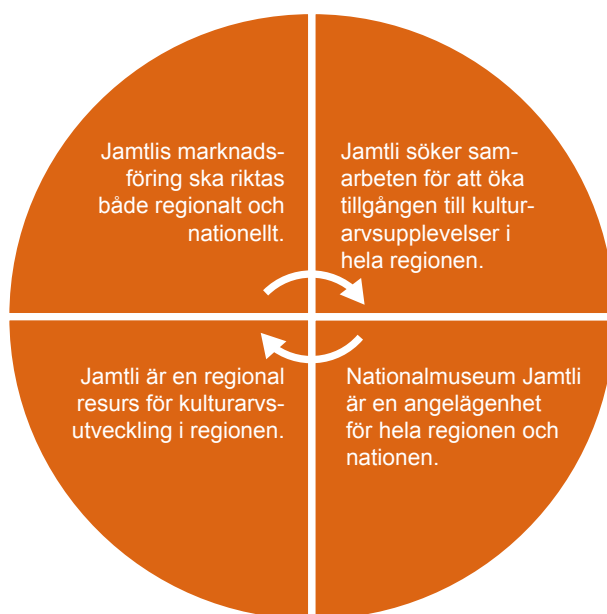 Jamtlis marknads-
föring ska riktas
både regionalt och
nationellt.
Jamtli söker sam-
arbeten för att öka
tillgången till kultur-
arvsupplevelser i
hela regionen.
Jamtli är en regional
resurs för kulturarvs-
utveckling i regionen.
Nationalmuseum Jamtli
är en angelägenhet
för hela regionen och
nationen.